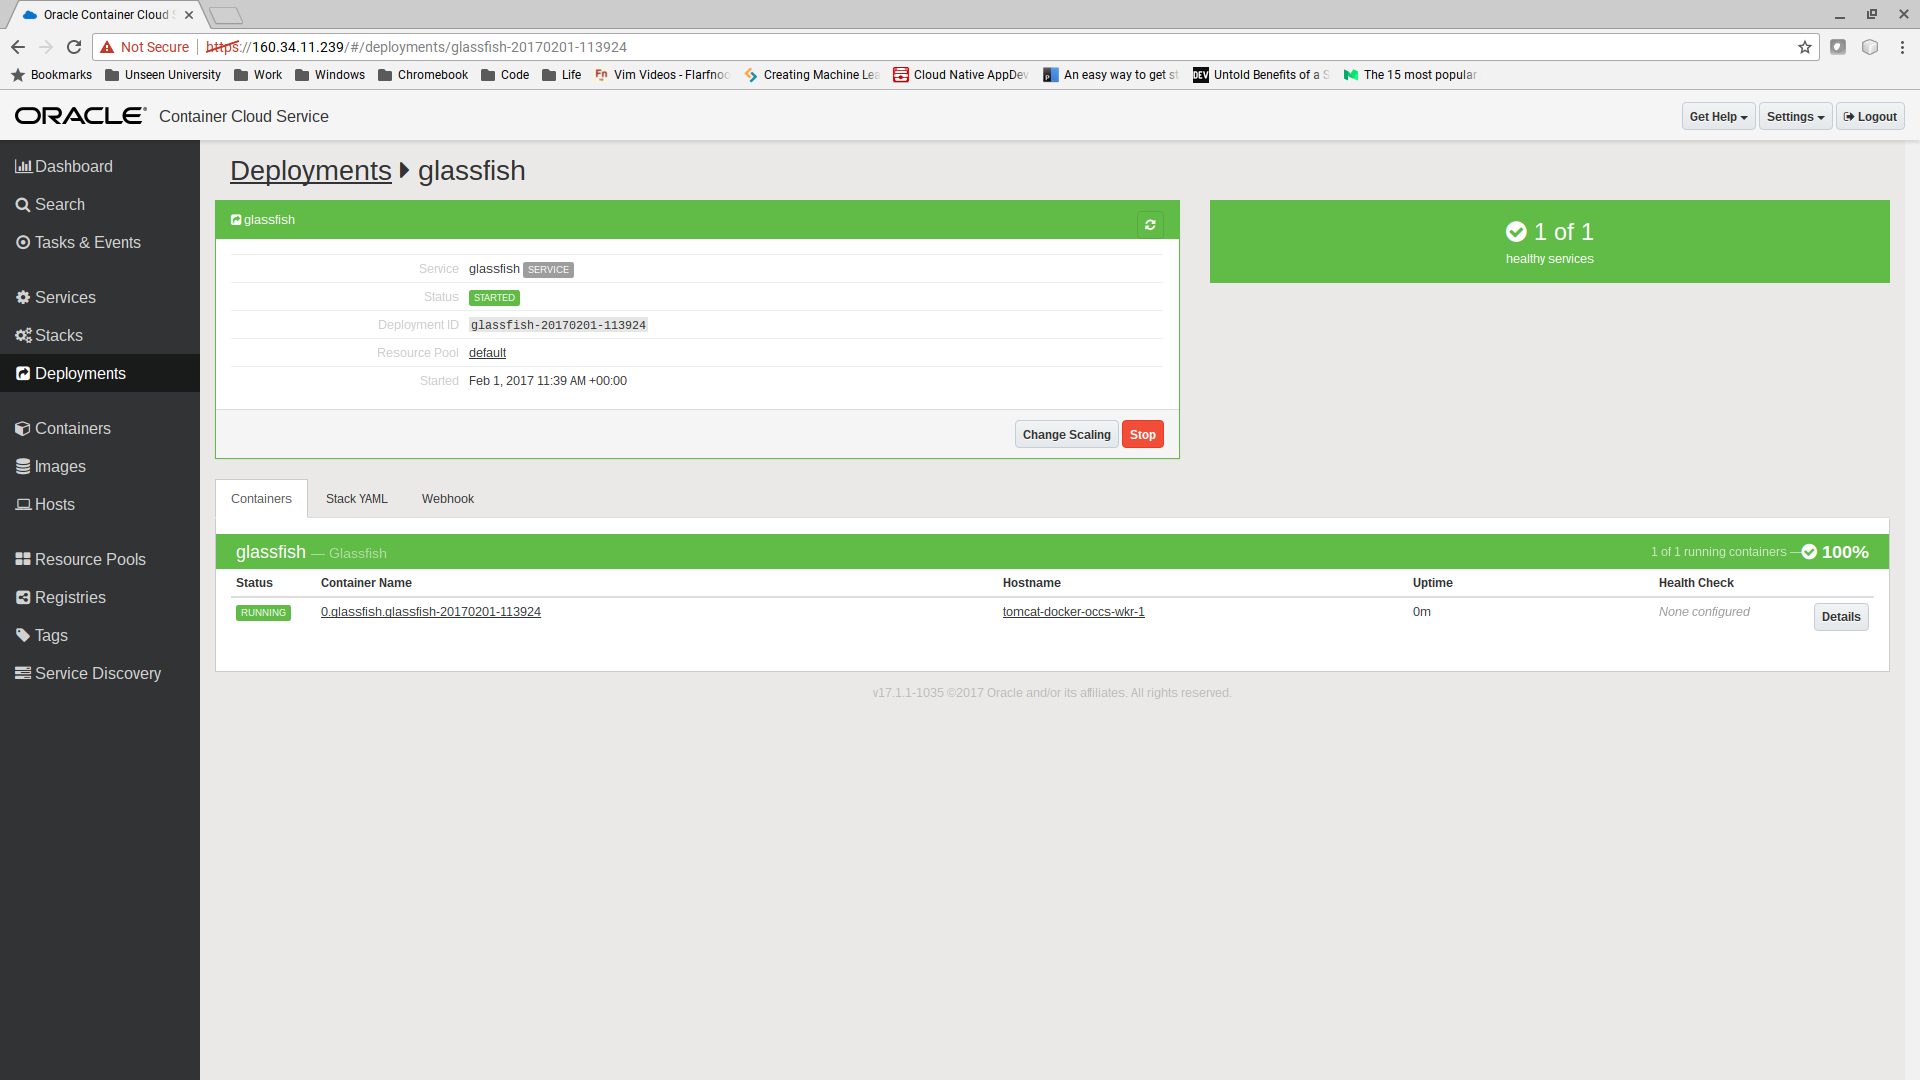 Oracle Container Cloud S
Not Secure https://160.34.11.239/#/deployments/glassfish-20170201-113924
Bookmarks Unseen University Work Windows Chromebook Code Life Fn Vim Videos - Flarfnoo Creating Machine Lea Cloud Native AppDev An easy way to get st DEV Untold Benefits of a S The 15 most popular
ORACLE Container Cloud Service Get Help Settings Logout
Dashboard
Search
Tasks & Events
Services
Stacks
Deployments
Containers
Images
Hosts
Resource Pools
Registries
Tags
Service Discovery
Deployments glassfish
glassfish
Service glassfish SERVICE
Status STARTED
Deployment ID glassfish-20170201-113924
Resource Pool default
Started Feb 1, 2017 11:39 AM +00:00
Change Scaling Stop
1 of 1
healthy services
Containers Stack YAML Webhook
glassfish — Glassfish 1 of 1 running containers — 100%
Status Container Name Hostname Uptime Health Check
RUNNING 0.glassfish.glassfish-20170201-113924 tomcat-docker-occs-wkr-1 0m None configured Details
v17.1.1-1035 ©2017 Oracle and/or its affiliates. All rights reserved.